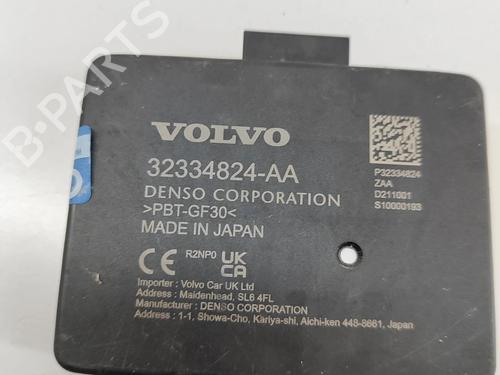 B-PARTS
VOLVO
32334824-AA
DENSO CORPORATION
>PBT-GF30<
MADE IN JAPAN
P32334824
ZAA
D211001
S10000193
CE R2NP0 UK
CA
Importer : Volvo Car UK Ltd
Address : Maidenhead, SL6 4FL
Manufacturer : DENSO CORPORATION
Address : 1-1, Showa-Cho, Kariya-shi, Aichi-ken 448-8661, Japan